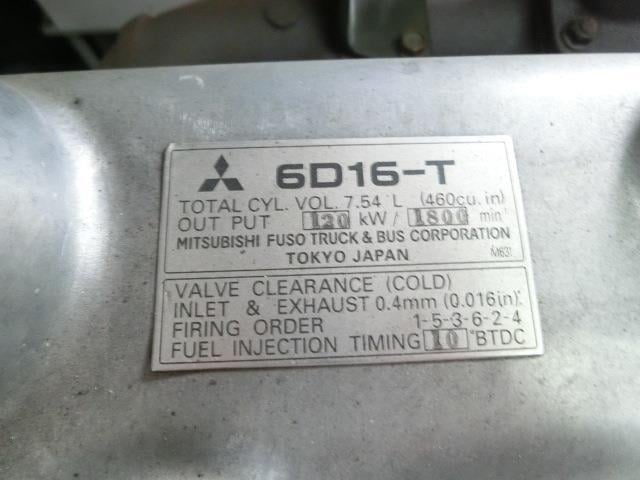 6D16-T
TOTAL CYL. VOL. 7.54 L (460cu. in)
OUT PUT 120 kW / 1800 min⁻¹
MITSUBISHI FUSO TRUCK & BUS CORPORATION
TOKYO JAPAN M631
VALVE CLEARANCE (COLD)
INLET & EXHAUST 0.4mm (0.016in).
FIRING ORDER 1-5-3-6-2-4
FUEL INJECTION TIMING 10 °BTDC